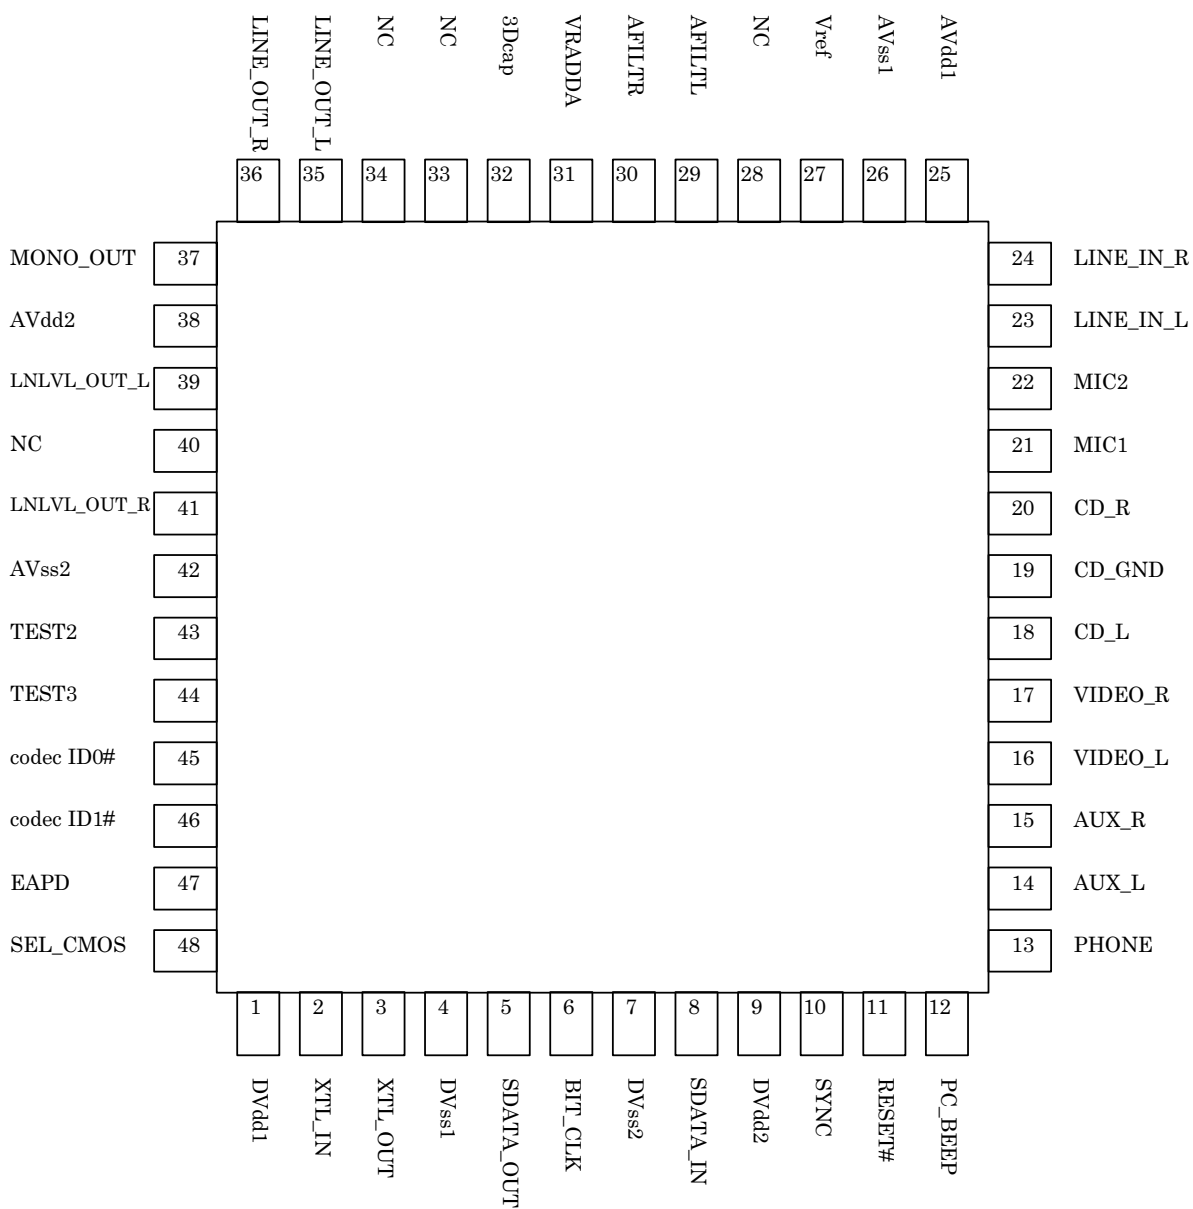 LINE_OUT_R
LINE_OUT_L
NC
NC
3Dcap
VRADDA
AFILTR
AFILTL
NC
Vref
AVss1
AVdd1
36 35 34 33 32 31 30 29 28 27 26 25
MONO_OUT 37 24 LINE_IN_R
AVdd2 38 23 LINE_IN_L
LNLVL_OUT_L 39 22 MIC2
NC 40 21 MIC1
LNLVL_OUT_R 41 20 CD_R
AVss2 42 19 CD_GND
TEST2 43 18 CD_L
TEST3 44 17 VIDEO_R
codec ID0# 45 16 VIDEO_L
codec ID1# 46 15 AUX_R
EAPD 47 14 AUX_L
SEL_CMOS 48 13 PHONE
1 2 3 4 5 6 7 8 9 10 11 12
DVdd1
XTL_IN
XTL_OUT
DVss1
SDATA_OUT
BIT_CLK
DVss2
SDATA_IN
DVdd2
SYNC
RESET#
PC_BEEP